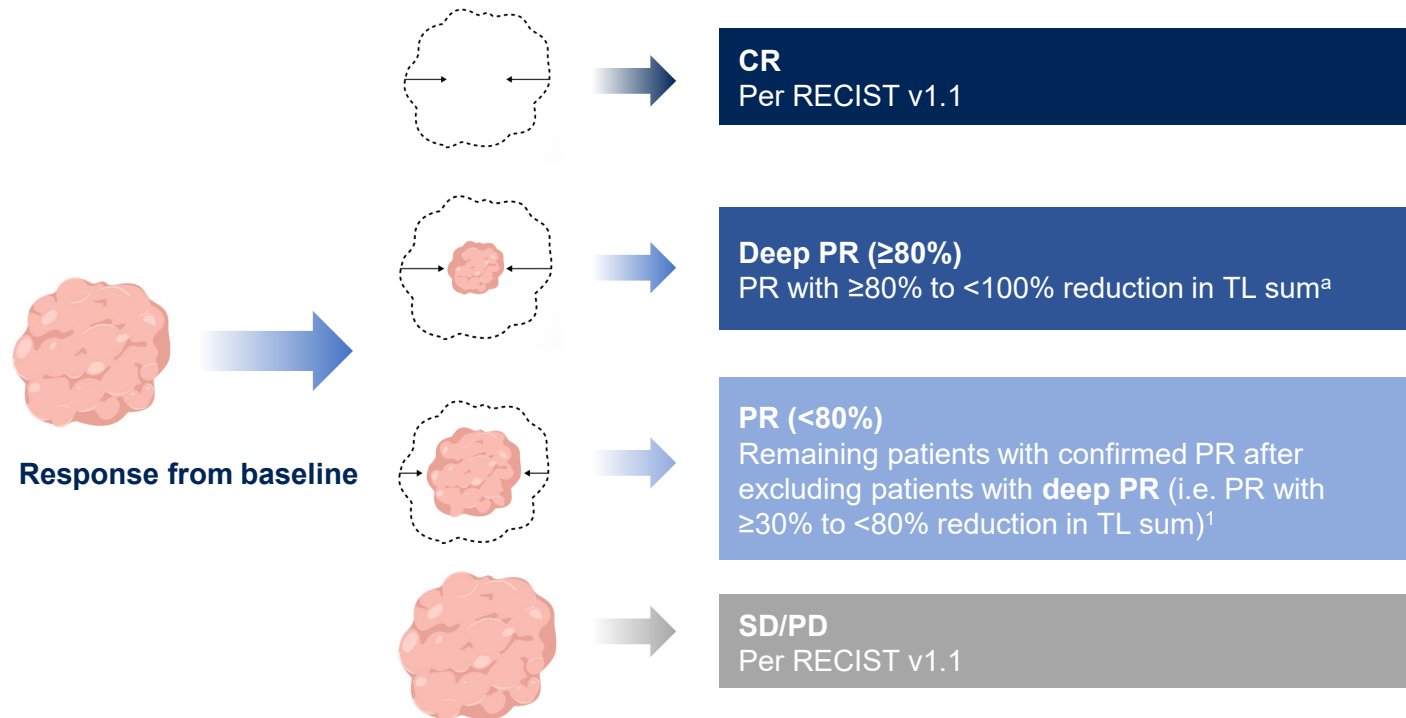 CR
Per RECIST v1.1
Deep PR (≥80%)
PR with ≥80% to <100% reduction in TL sumᵃ
Response from baseline
PR (<80%)
Remaining patients with confirmed PR after
excluding patients with deep PR (i.e. PR with
≥30% to <80% reduction in TL sum)¹
SD/PD
Per RECIST v1.1